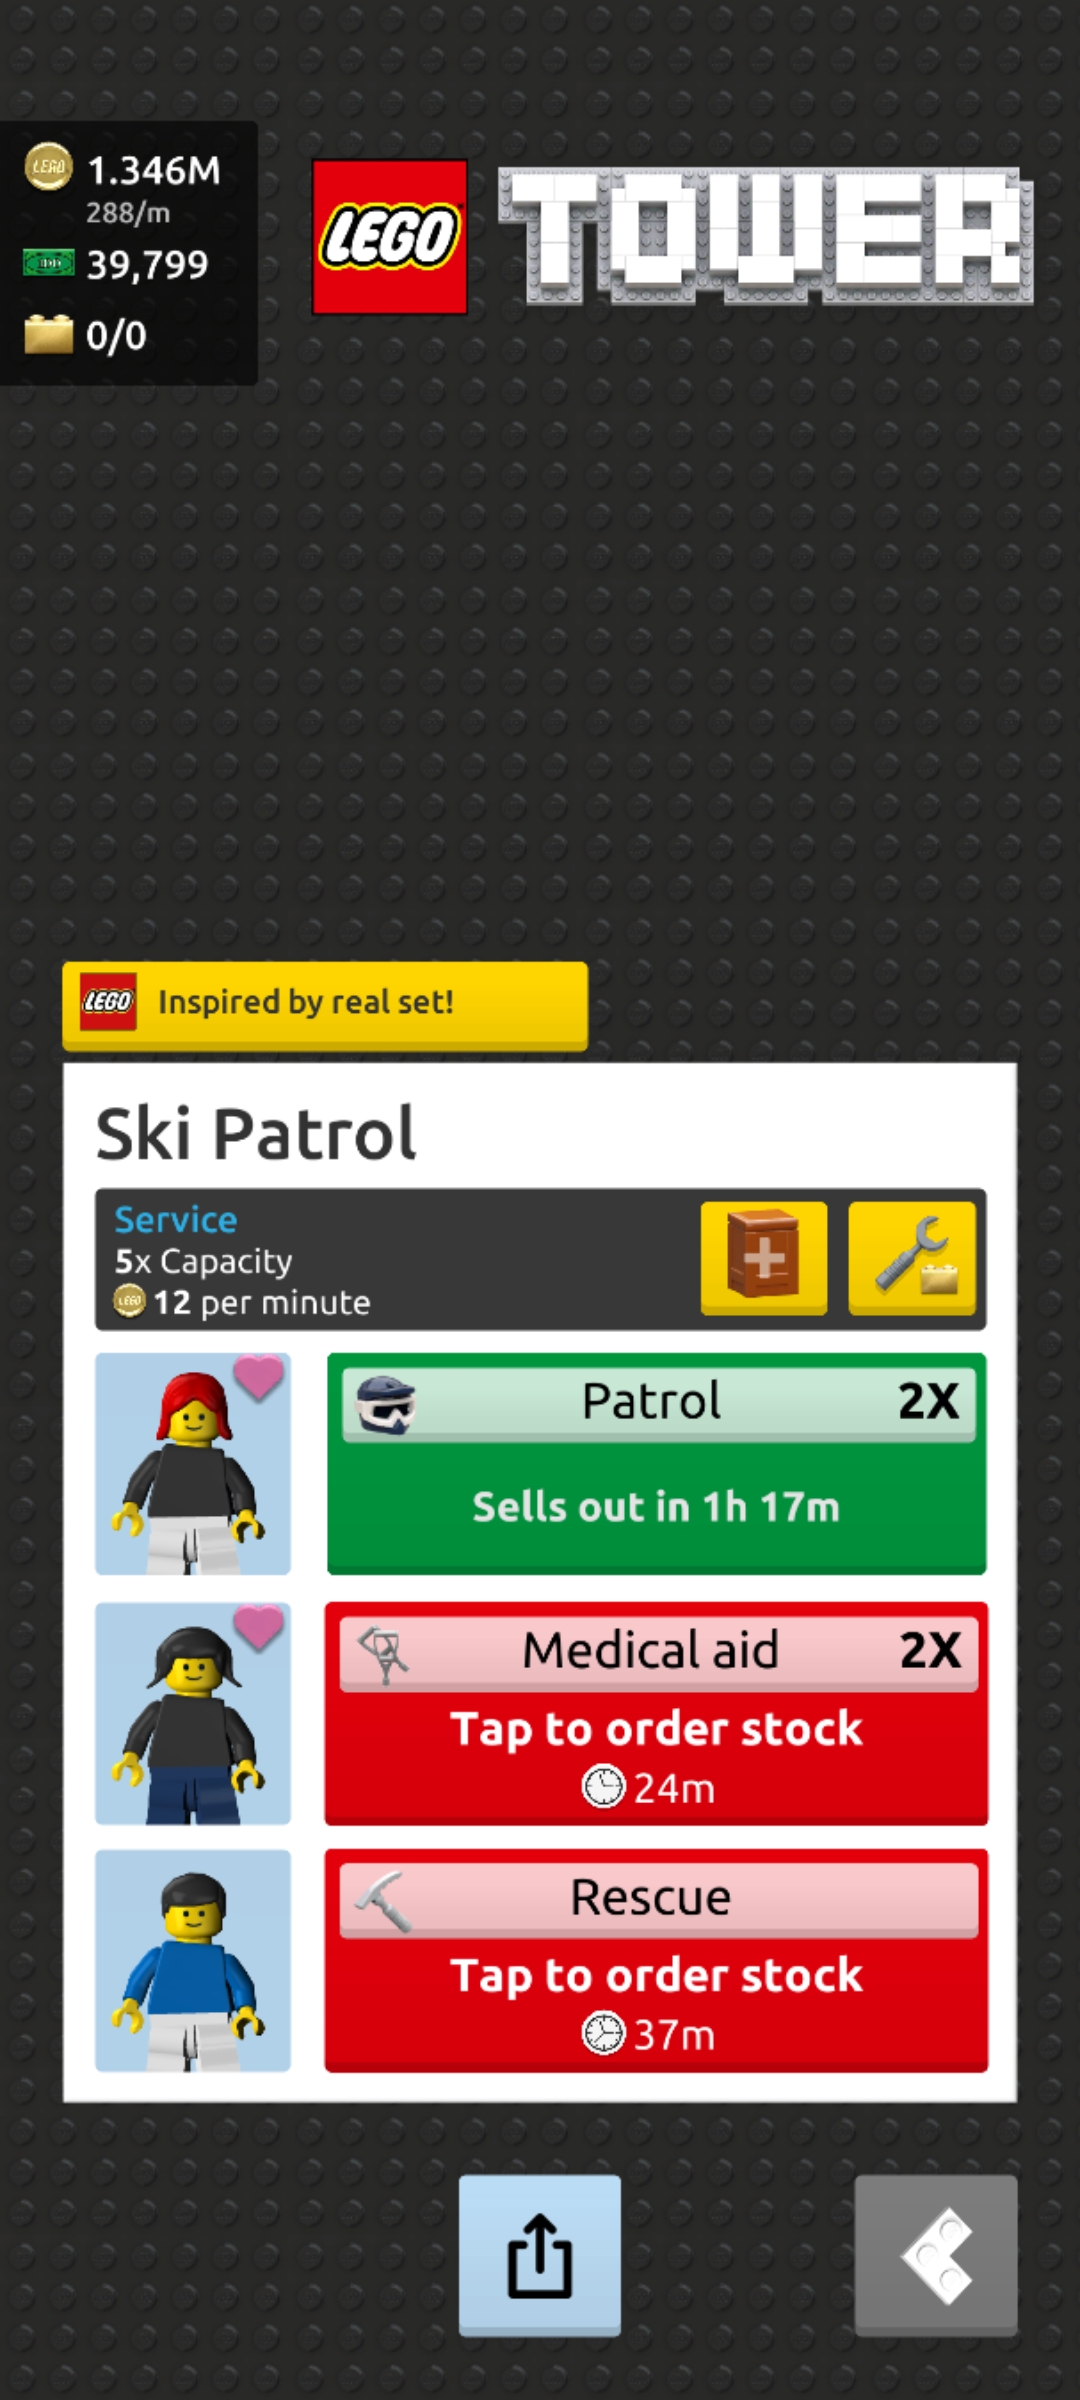 1.346M
288/m
39,799
0/0
LEGO TOWER
LEGO Inspired by real set!
Ski Patrol
Service
5x Capacity
12 per minute
Patrol 2X
Sells out in 1h 17m
Medical aid 2X
Tap to order stock
24m
Rescue
Tap to order stock
37m